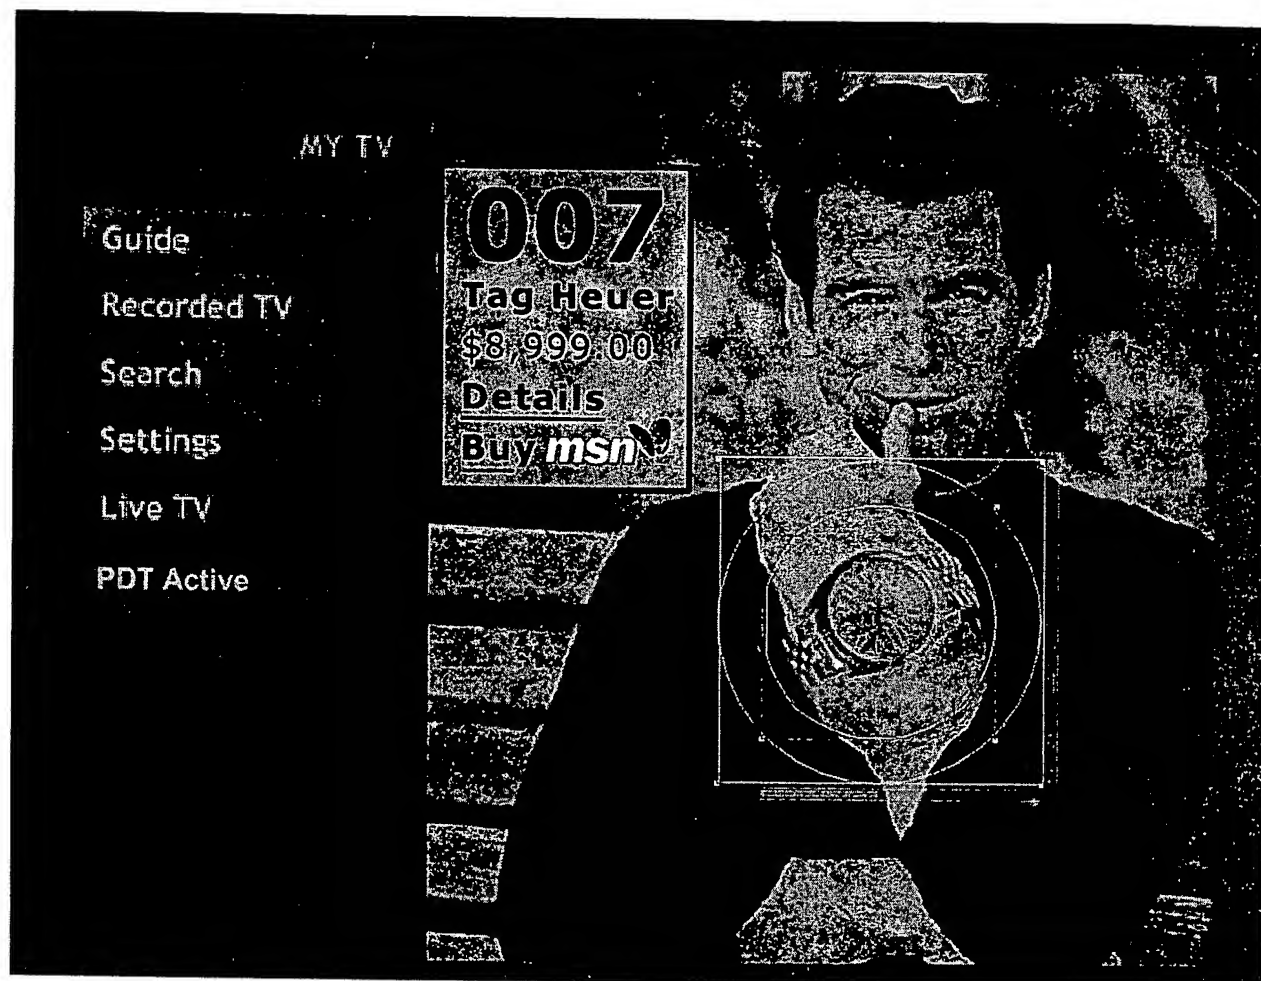 MY TV
Guide
Recorded TV
Search
Settings
Live TV
PDT Active
007
Tag Heuer
$8,999.00
Details
Buy msn